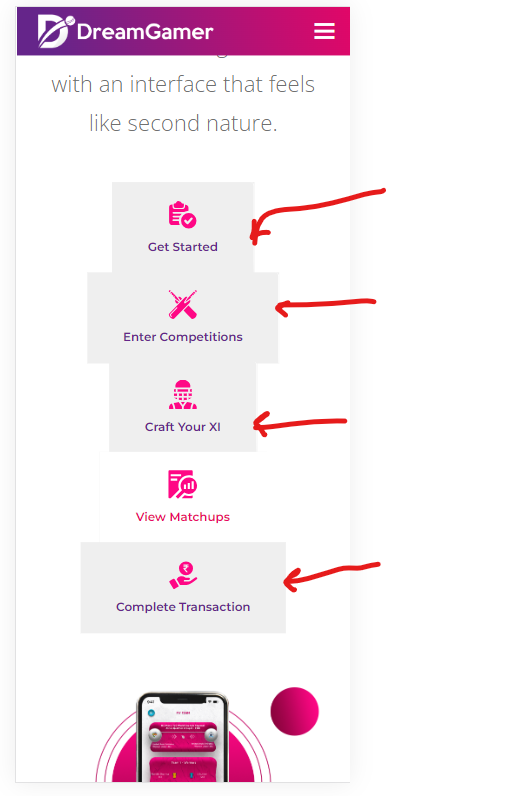 DreamGamer
with an interface that feels
like second nature.
Get Started
Enter Competitions
Craft Your XI
View Matchups
Complete Transaction